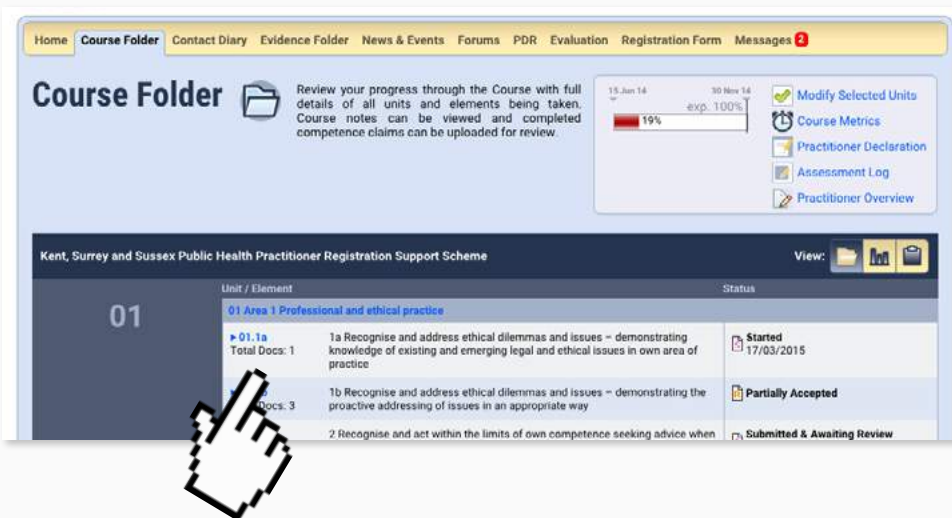 Home Course Folder Contact Diary Evidence Folder News & Events Forums PDR Evaluation Registration Form Messages 2
Course Folder
Review your progress through the Course with full
details of all units and elements being taken.
Course notes can be viewed and completed
competence claims can be uploaded for review.
15 Jun 14 30 Nov 14
exp. 100%
19%
Modify Selected Units
Course Metrics
Practitioner Declaration
Assessment Log
Practitioner Overview
Kent, Surrey and Sussex Public Health Practitioner Registration Support Scheme View:
Unit / Element Status
01
01 Area 1 Professional and ethical practice
01.1a
Total Docs: 1
1a Recognise and address ethical dilemmas and issues – demonstrating
knowledge of existing and emerging legal and ethical issues in own area of
practice
Started
17/03/2015
Docs: 3
1b Recognise and address ethical dilemmas and issues – demonstrating the
proactive addressing of issues in an appropriate way
Partially Accepted
2 Recognise and act within the limits of own competence seeking advice when
Submitted & Awaiting Review